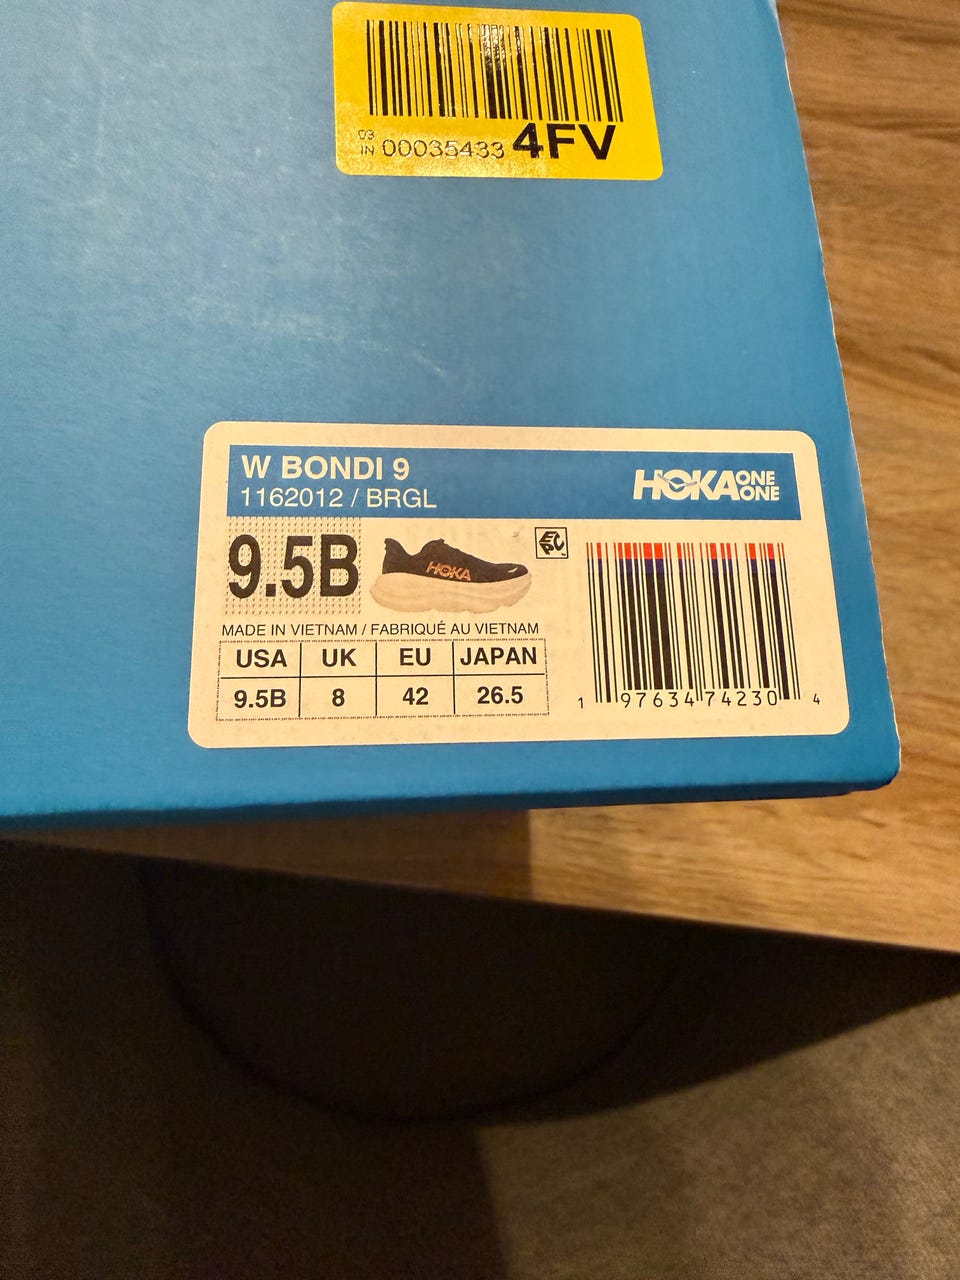 03
IN 00035433 4FV
W BONDI 9
1162012 / BRGL
HOKA ONE ONE
9.5B
HOKA
EPC
MADE IN VIETNAM / FABRIQUÉ AU VIETNAM
USA UK EU JAPAN
9.5B 8 42 26.5
1 97634 74230 4